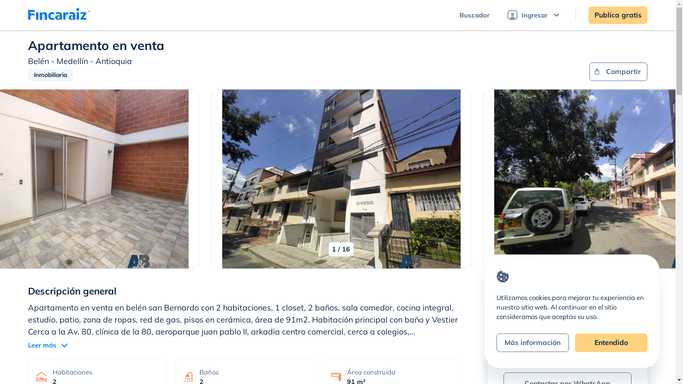 Fincaraiz
Buscador
Ingresar
Publica gratis
Apartamento en venta
Belén - Medellín - Antioquia
Inmobiliaria
Compartir
1 / 16
Descripción general
Apartamento en venta en belén san Bernardo con 2 habitaciones, 1 closet, 2 baños, sala comedor, cocina integral,
estudio, patio, zona de ropas, red de gas, pisos en cerámica, área de 91m2. Habitación principal con baño y Vestier
Cerca a la Av. 80, clínica de la 80, aeroparque juan pablo II, arkadia centro comercial, cerca a colegios,...
Leer más
Habitaciones
2
Baños
2
Área construida
91 m²
Utilizamos cookies para mejorar tu experiencia en
nuestro sitio web. Al continuar en el sitio
consideramos que aceptas su uso.
Más información
Entendido
Contactar por WhatsApp